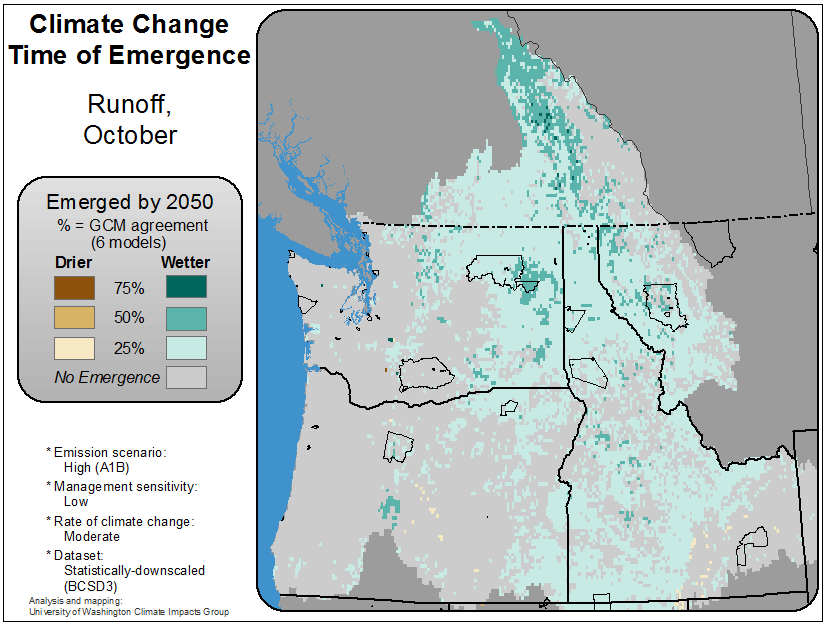 Climate Change
Time of Emergence
Runoff,
October
Emerged by 2050
% = GCM agreement
(6 models)
Drier Wetter
75%
50%
25%
No Emergence
* Emission scenario:
High (A1B)
* Management sensitivity:
Low
* Rate of climate change:
Moderate
* Dataset:
Statistically-downscaled
(BCSD3)
Analysis and mapping:
University of Washington Climate Impacts Group